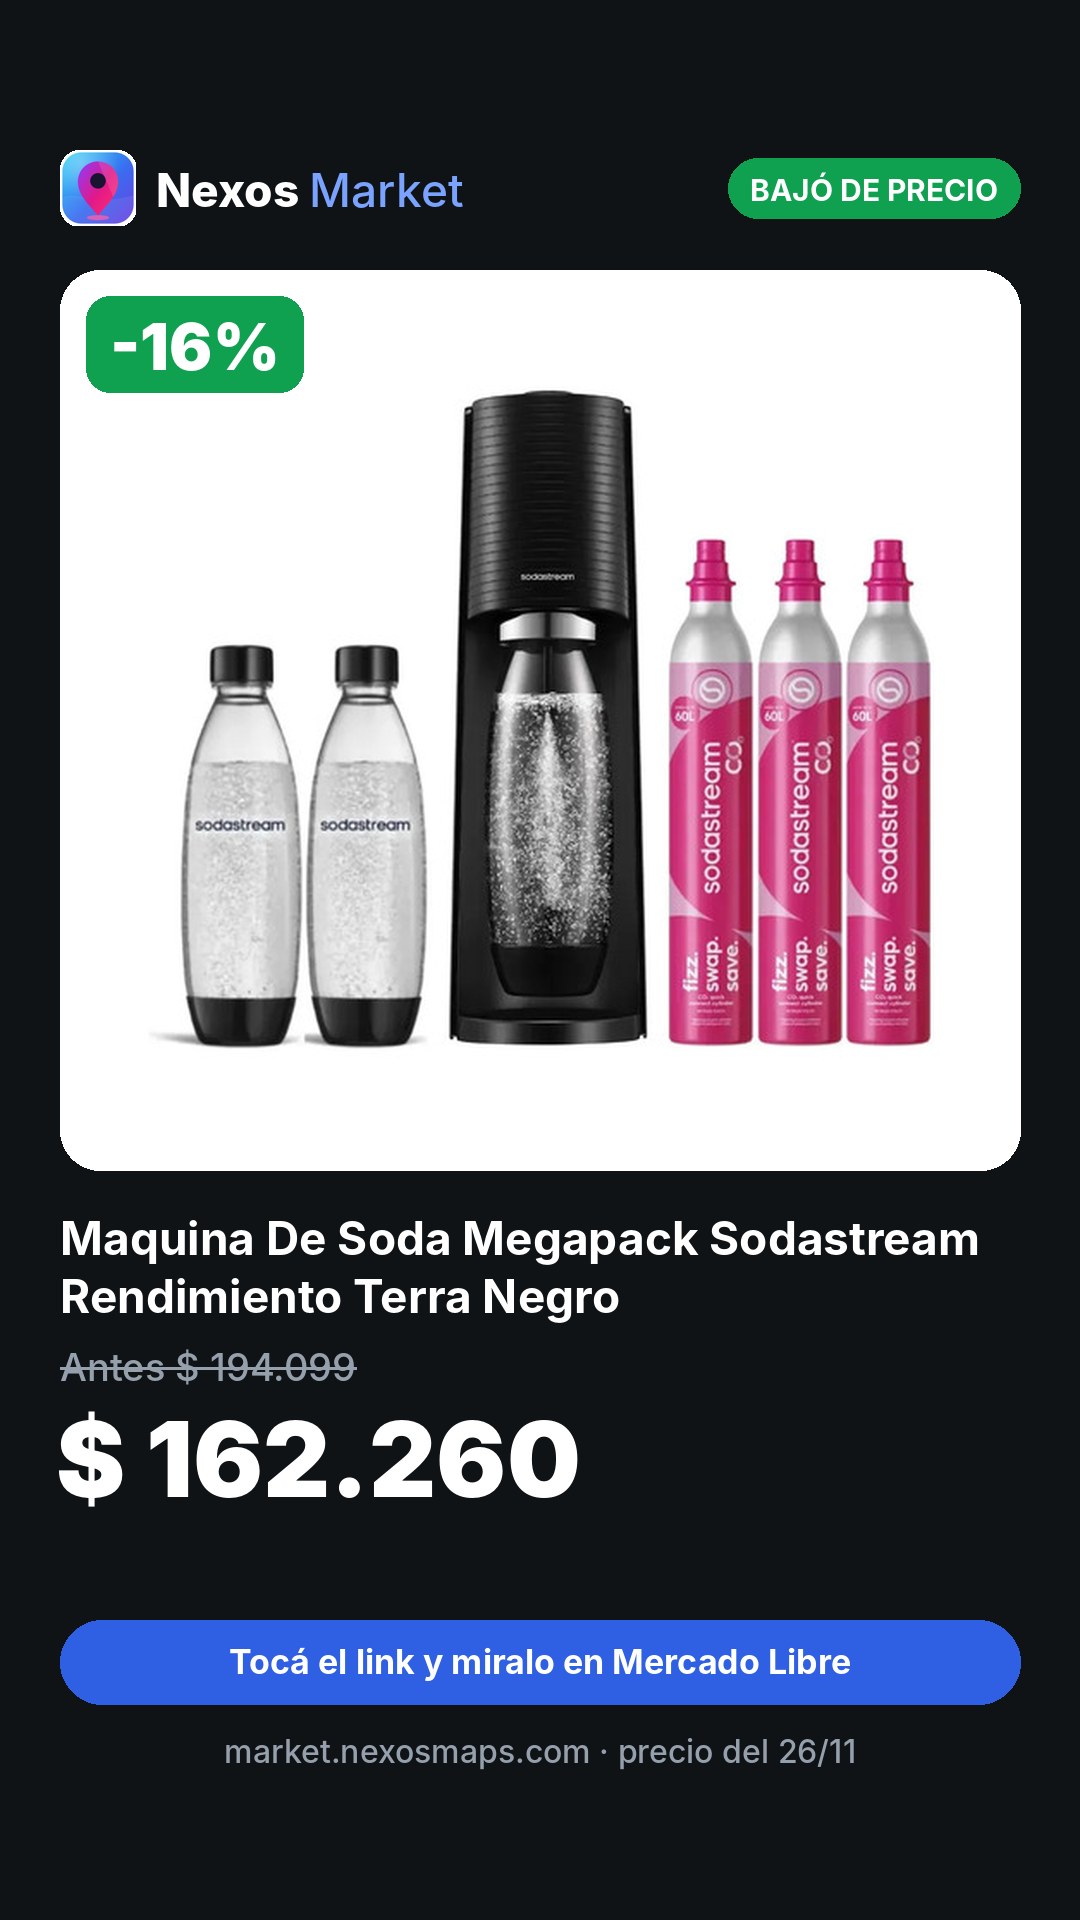 Nexos Market
BAJÓ DE PRECIO
-16%
sodastream
60L
60L
60L
sodastream
sodastream
sodastream CO₂
sodastream CO₂
sodastream CO₂
fizz.
swap.
save.
fizz.
swap.
save.
fizz.
swap.
save.
Maquina De Soda Megapack Sodastream
Rendimiento Terra Negro
Antes $ 194.099
$ 162.260
Tocá el link y miralo en Mercado Libre
market.nexosmaps.com · precio del 26/11